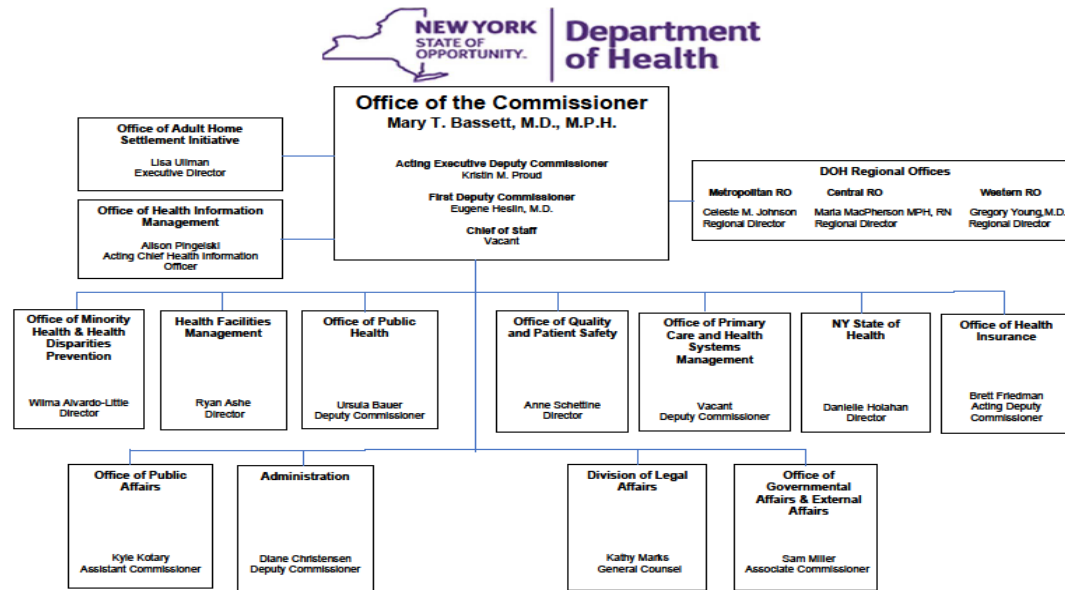 NEW YORK
STATE OF
OPPORTUNITY.
Department
of Health
Office of the Commissioner
Mary T. Bassett, M.D., M.P.H.
Acting Executive Deputy Commissioner
Kristin M. Proud
First Deputy Commissioner
Eugene Heslin, M.D.
Chief of Staff
Vacant
Office of Adult Home
Settlement Initiative
Lisa Ullman
Executive Director
Office of Health Information
Management
Alison Pingelski
Acting Chief Health Information
Officer
DOH Regional Offices
Metropolitan RO
Celeste M. Johnson
Regional Director
Central RO
Maria MacPherson MPH, RN
Regional Director
Western RO
Gregory Young,M.D.
Regional Director
Office of Minority
Health & Health
Disparities
Prevention
Wilma Alvardo-Little
Director
Health Facilities
Management
Ryan Ashe
Director
Office of Public
Health
Ursula Bauer
Deputy Commissioner
Office of Quality
and Patient Safety
Anne Schettine
Director
Office of Primary
Care and Health
Systems
Management
Vacant
Deputy Commissioner
NY State of
Health
Danielle Holahan
Director
Office of Health
Insurance
Brett Friedman
Acting Deputy
Commissioner
Office of Public
Affairs
Kyle Kotary
Assistant Commissioner
Administration
Diane Christensen
Deputy Commissioner
Division of Legal
Affairs
Kathy Marks
General Counsel
Office of
Governmental
Affairs & External
Affairs
Sam Miller
Associate Commissioner